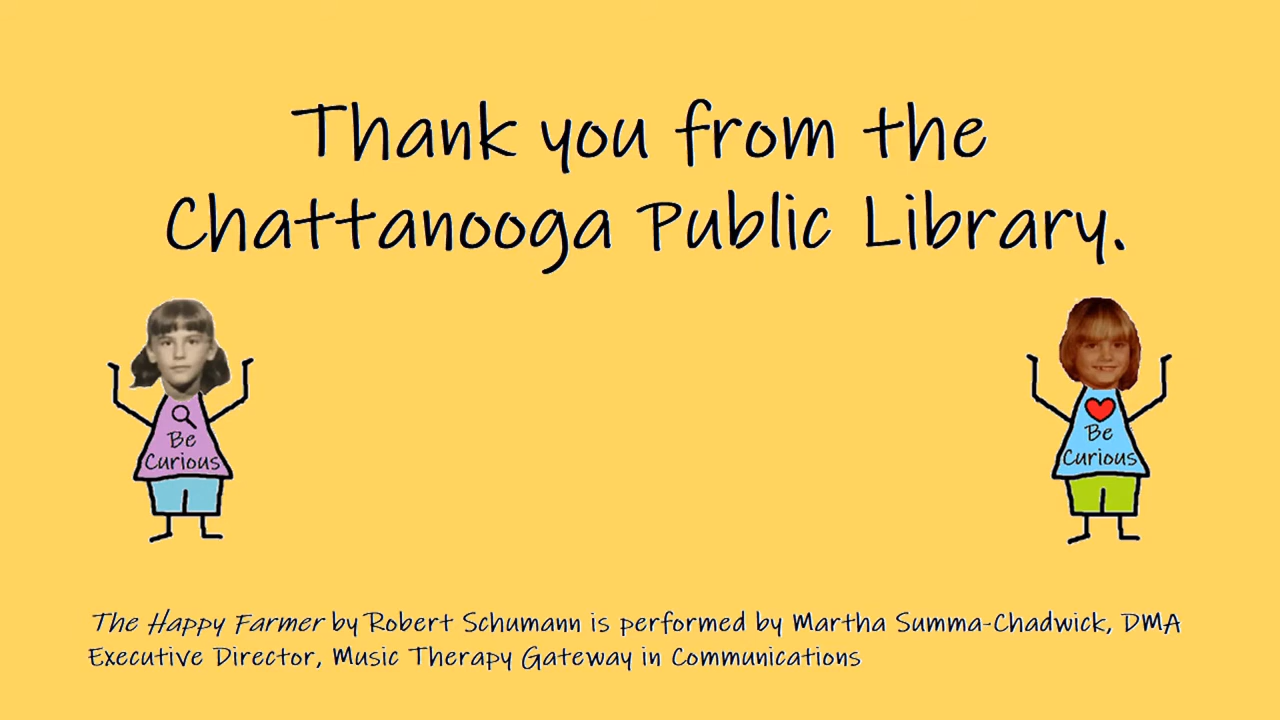 Thank you from the
Chattanooga Public Library.
Be
Curious
Be
Curious
The Happy Farmer by Robert Schumann is performed by Martha Summa-Chadwick, DMA
Executive Director, Music Therapy Gateway in Communications